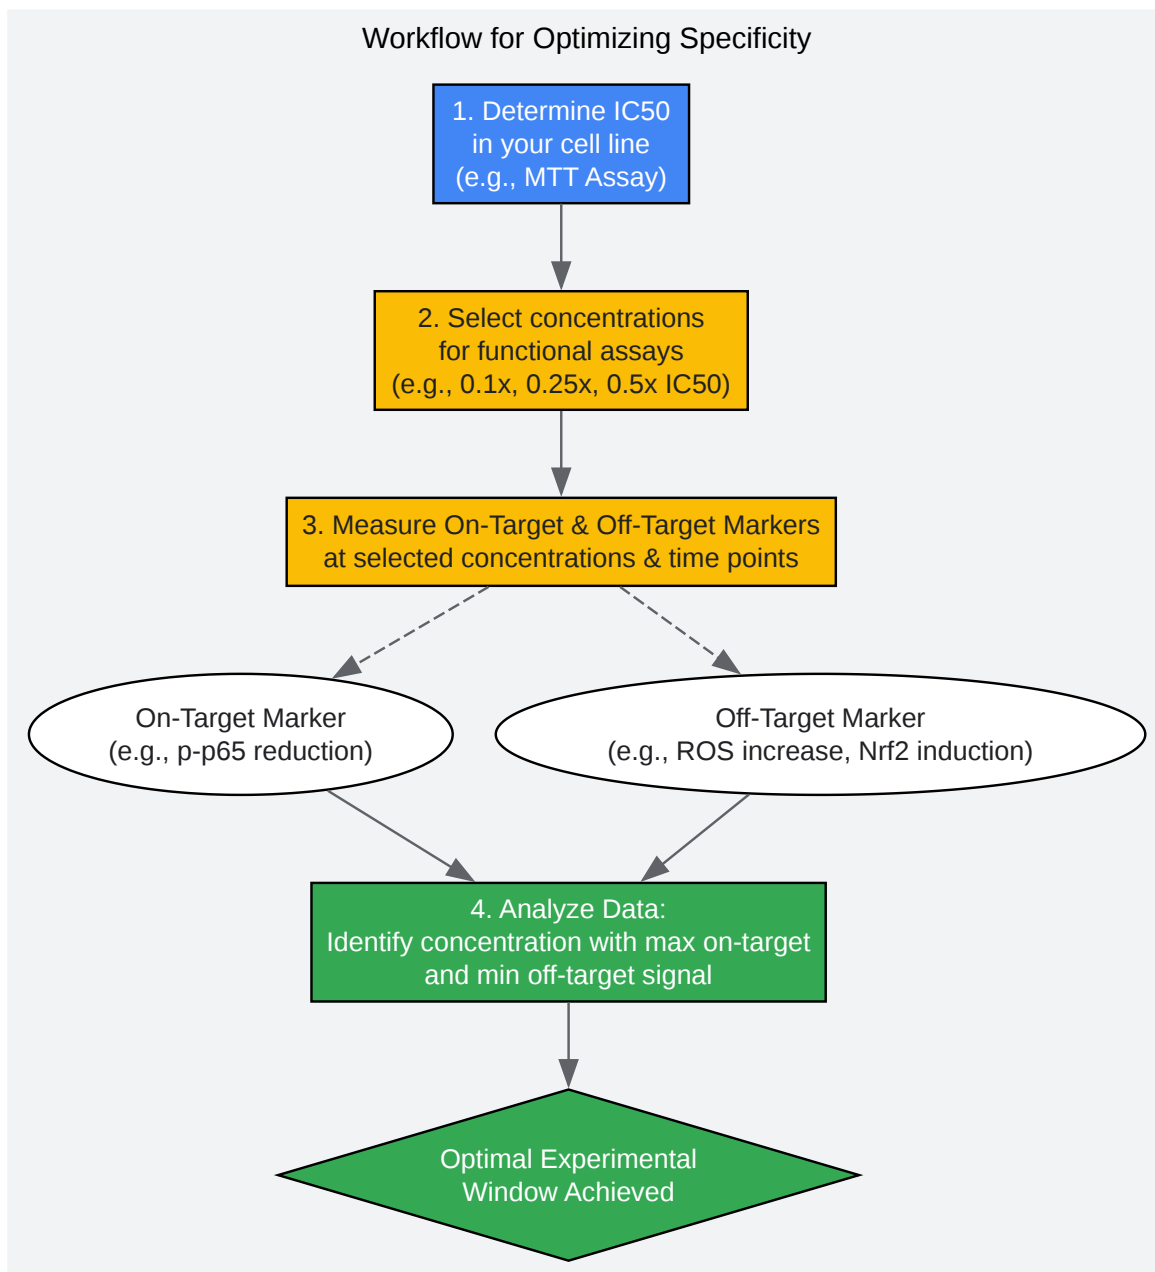 Workflow for Optimizing Specificity
1. Determine IC50
in your cell line
(e.g., MTT Assay)
2. Select concentrations
for functional assays
(e.g., 0.1x, 0.25x, 0.5x IC50)
3. Measure On-Target & Off-Target Markers
at selected concentrations & time points
On-Target Marker
(e.g., p-p65 reduction)
Off-Target Marker
(e.g., ROS increase, Nrf2 induction)
4. Analyze Data:
Identify concentration with max on-target
and min off-target signal
Optimal Experimental
Window Achieved